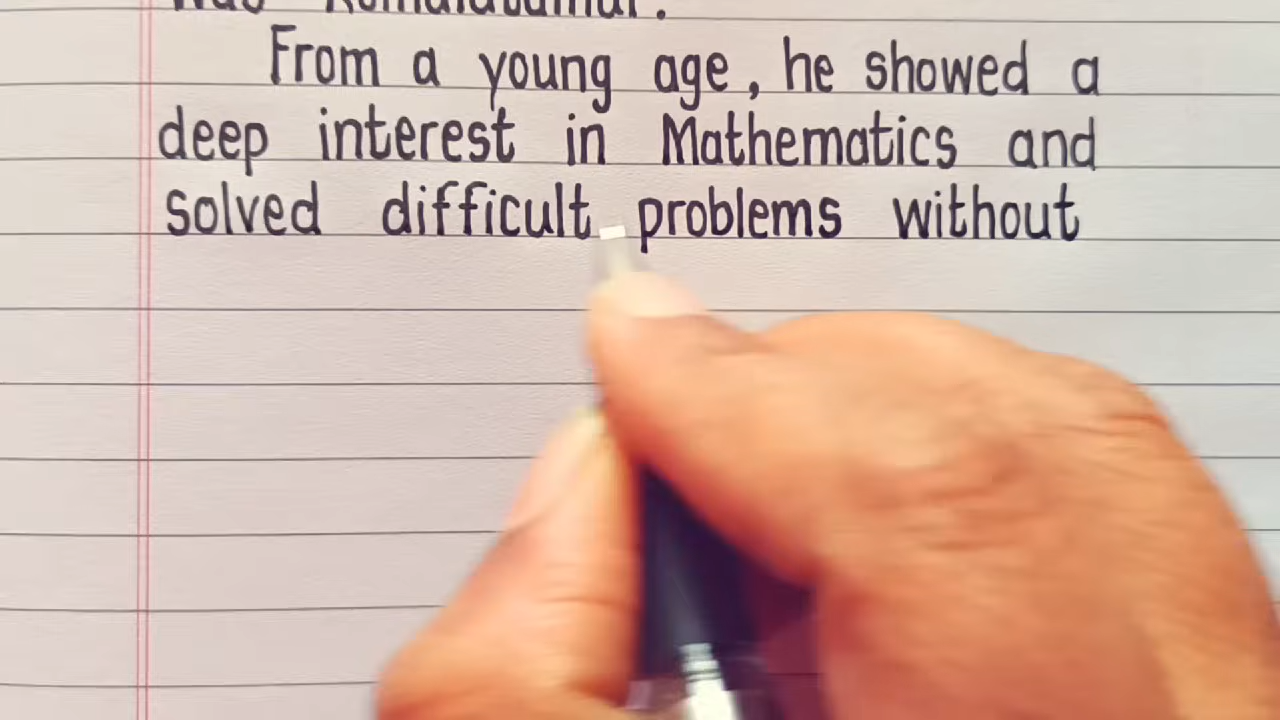 From a young age, he showed a
deep interest in Mathematics and
solved difficult problems without